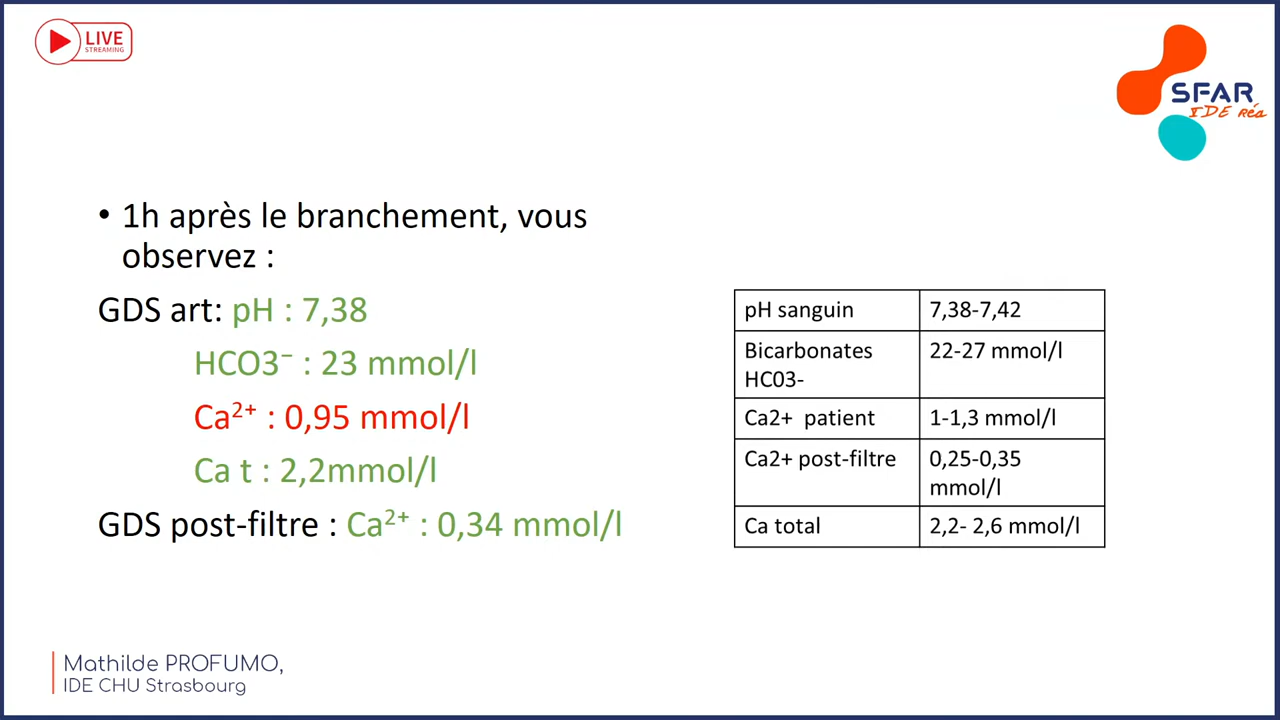 LIVE
STREAMING
SFAR
IDE Réa
• 1h après le branchement, vous
observez :
GDS art: pH : 7,38
HCO3⁻ : 23 mmol/l
Ca²⁺ : 0,95 mmol/l
Ca t : 2,2mmol/l
GDS post-filtre : Ca²⁺ : 0,34 mmol/l
pH sanguin 7,38-7,42
Bicarbonates 22-27 mmol/l
HC03-
Ca2+ patient 1-1,3 mmol/l
Ca2+ post-filtre 0,25-0,35
mmol/l
Ca total 2,2- 2,6 mmol/l
Mathilde PROFUMO,
IDE CHU Strasbourg